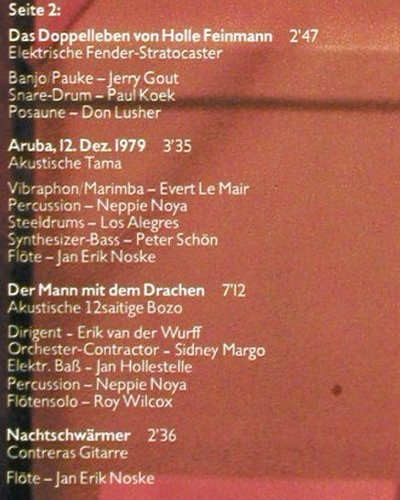 Seite 2:
Das Doppelleben von Holle Feinmann 2'47
Elektrische Fender-Stratocaster
Banjo/Pauke – Jerry Gout
Snare-Drum – Paul Koek
Posaune – Don Lusher
Aruba, 12. Dez. 1979 3'35
Akustische Tama
Vibraphon/Marimba – Evert Le Mair
Percussion – Neppie Noya
Steeldrums – Los Alegres
Synthesizer-Bass – Peter Schön
Flöte – Jan Erik Noske
Der Mann mit dem Drachen 7'12
Akustische 12saitige Bozo
Dirigent – Erik van der Wurff
Orchester-Contractor – Sidney Margo
Elektr. Baß – Jan Hollestelle
Percussion – Neppie Noya
Flötensolo – Roy Wilcox
Nachtschwärmer 2'36
Contreras Gitarre
Flöte – Jan Erik Noske